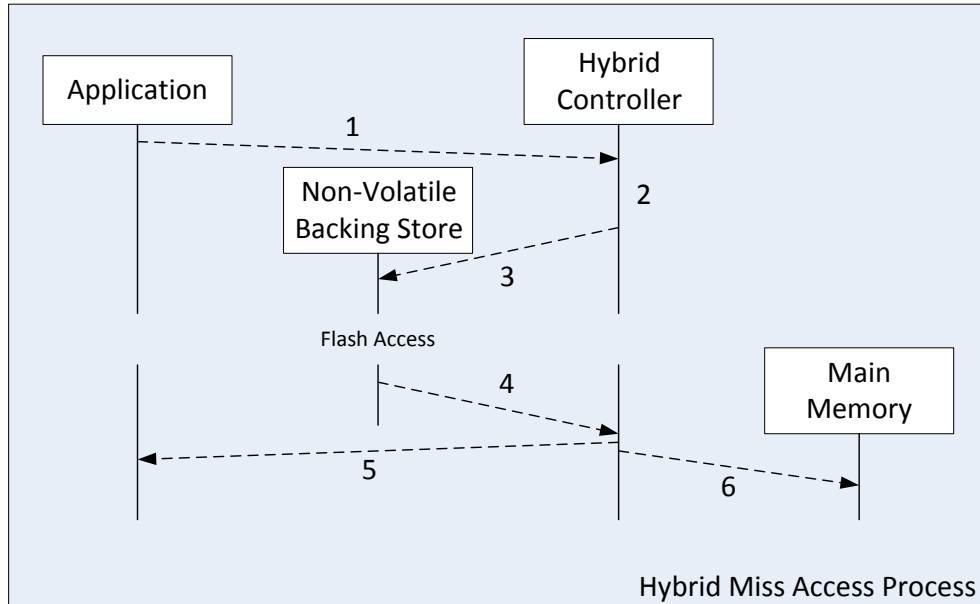 Application
Hybrid
Controller
1
Non-Volatile
Backing Store
2
3
Flash Access
4
Main
Memory
5
6
Hybrid Miss Access Process